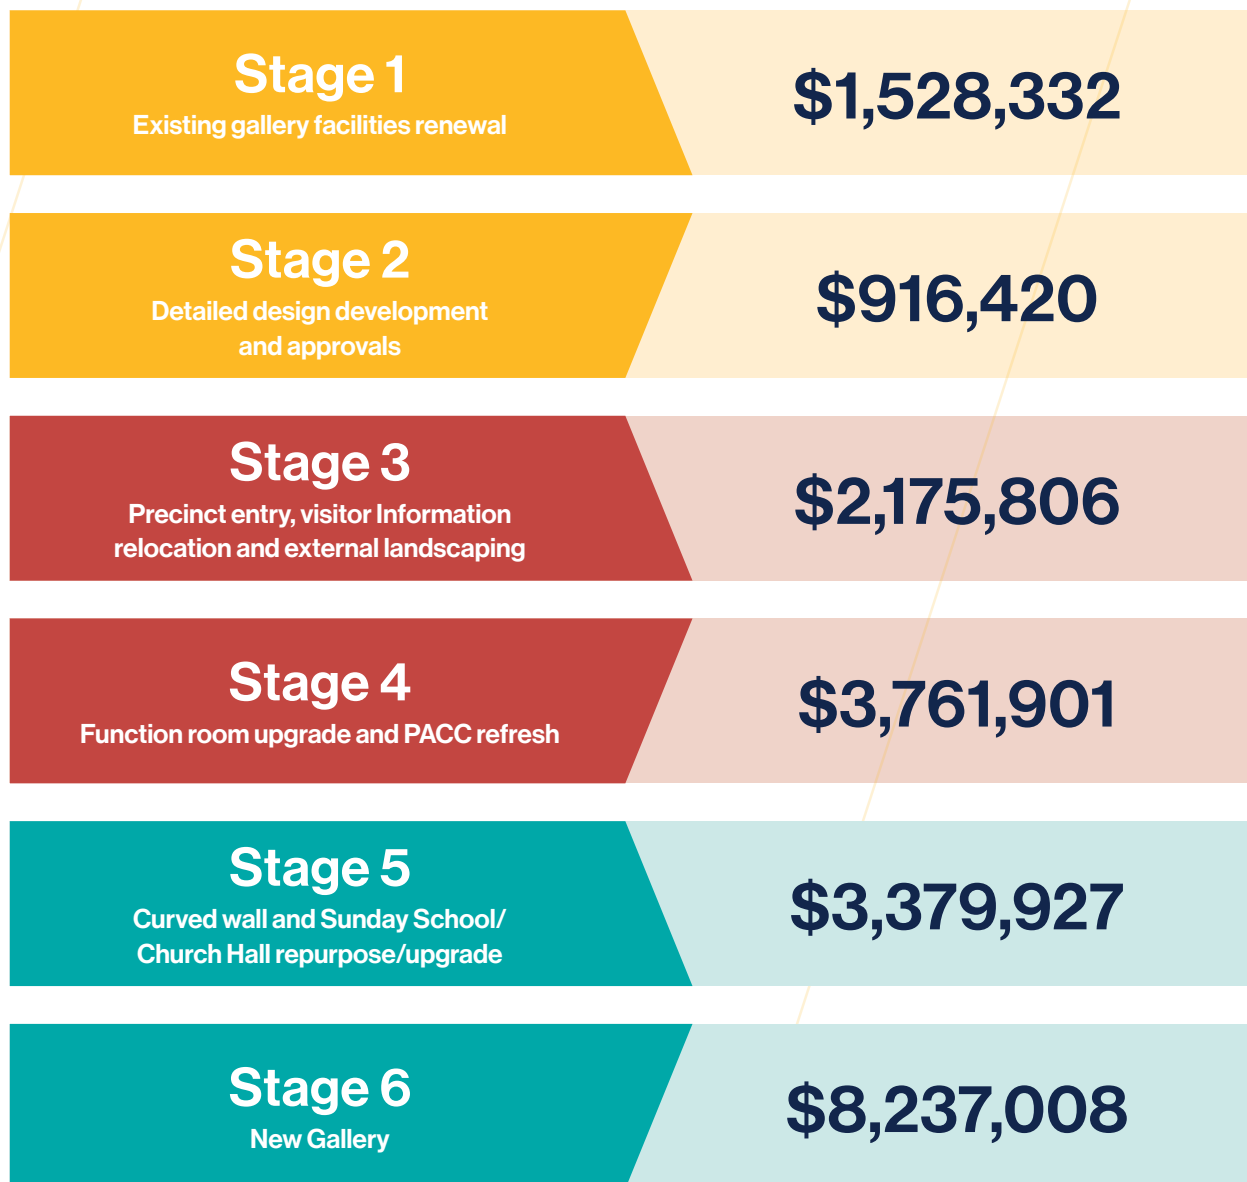 Stage 1
Existing gallery facilities renewal
$1,528,332
Stage 2
Detailed design development
and approvals
$916,420
Stage 3
Precinct entry, visitor Information
relocation and external landscaping
$2,175,806
Stage 4
Function room upgrade and PACC refresh
$3,761,901
Stage 5
Curved wall and Sunday School/
Church Hall repurpose/upgrade
$3,379,927
Stage 6
New Gallery
$8,237,008